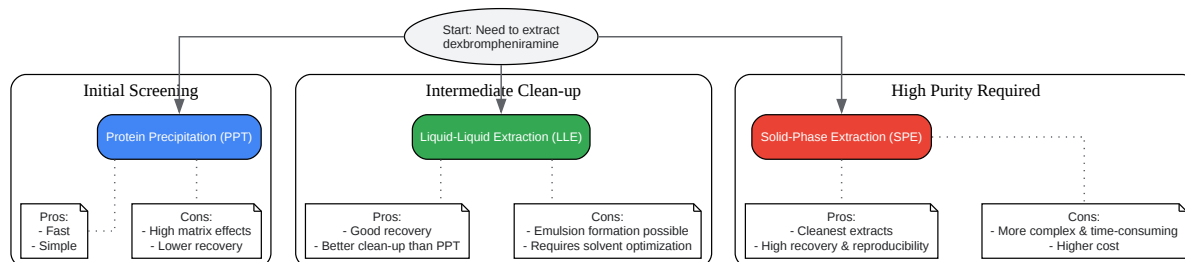 Start: Need to extract
dexbrompheniramine
Initial Screening
Intermediate Clean-up
High Purity Required
Protein Precipitation (PPT)
Liquid-Liquid Extraction (LLE)
Solid-Phase Extraction (SPE)
Pros:
- Fast
- Simple
Cons:
- High matrix effects
- Lower recovery
Pros:
- Good recovery
- Better clean-up than PPT
Cons:
- Emulsion formation possible
- Requires solvent optimization
Pros:
- Cleanest extracts
- High recovery & reproducibility
Cons:
- More complex & time-consuming
- Higher cost